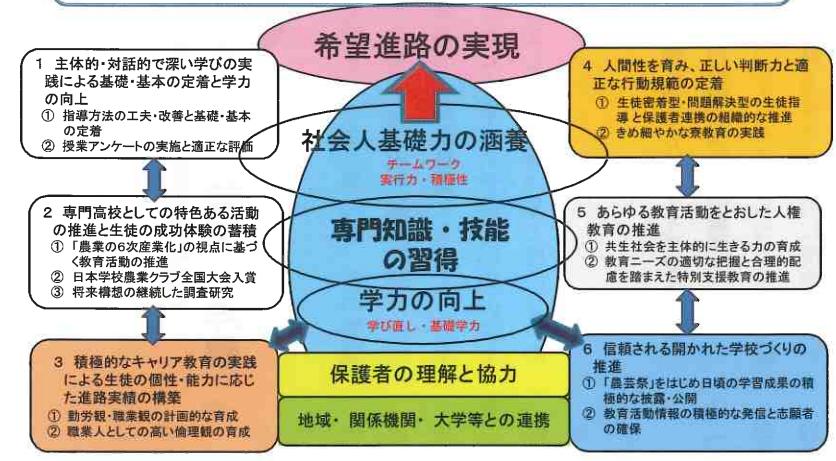 希望進路の実現
1 主体的・対話的で深い学びの実
践による基礎・基本の定着と学力
の向上
① 指導方法の工夫・改善と基礎・基本
の定着
② 授業アンケートの実施と適正な評価
2 専門高校としての特色ある活動
の推進と生徒の成功体験の蓄積
① 「農業の6次産業化」の視点に基づ
く教育活動の推進
② 日本学校農業クラブ全国大会入賞
③ 将来構想の継続した調査研究
3 積極的なキャリア教育の実践
による生徒の個性・能力に応じ
た進路実績の構築
① 勤労観・職業観の計画的な育成
② 職業人としての高い倫理観の育成
社会人基礎力の涵養
チームワーク
実行力・積極性
専門知識・技能
の習得
学力の向上
学び直し・基礎学力
保護者の理解と協力
地域・関係機関・大学等との連携
4 人間性を育み、正しい判断力と適
正な行動規範の定着
① 生徒密着型・問題解決型の生徒指
導と保護者連携の組織的な推進
② きめ細やかな寮教育の実践
5 あらゆる教育活動をとおした人権
教育の推進
① 共生社会を主体的に生きる力の育成
② 教育ニーズの適切な把握と合理的配
慮を踏まえた特別支援教育の推進
6 信頼される開かれた学校づくりの
推進
① 「農芸祭」をはじめ日頃の学習成果の積
極的な披露・公開
② 教育活動情報の積極的な発信と志願者
の確保